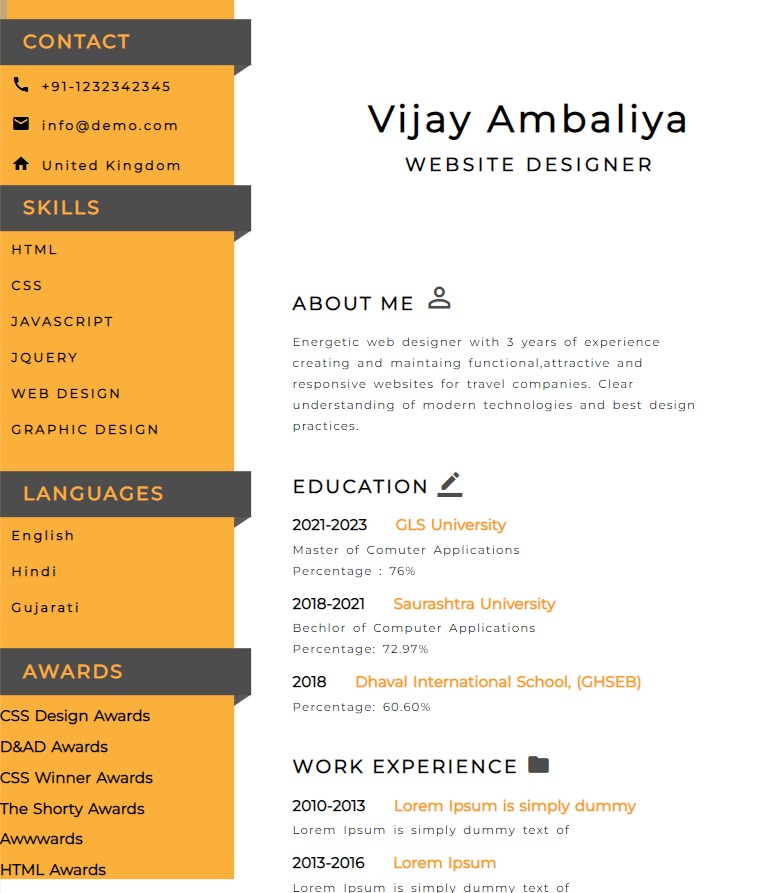 CONTACT
+91-1232342345
info@demo.com
United Kingdom
SKILLS
HTML
CSS
JAVASCRIPT
JQUERY
WEB DESIGN
GRAPHIC DESIGN
LANGUAGES
English
Hindi
Gujarati
AWARDS
CSS Design Awards
D&AD Awards
CSS Winner Awards
The Shorty Awards
Awwwards
HTML Awards
Vijay Ambaliya
WEBSITE DESIGNER
ABOUT ME
Energetic web designer with 3 years of experience
creating and maintaing functional,attractive and
responsive websites for travel companies. Clear
understanding of modern technologies and best design
practices.
EDUCATION
2021-2023 GLS University
Master of Comuter Applications
Percentage : 76%
2018-2021 Saurashtra University
Bechlor of Computer Applications
Percentage: 72.97%
2018 Dhaval International School, (GHSEB)
Percentage: 60.60%
WORK EXPERIENCE
2010-2013 Lorem Ipsum is simply dummy
Lorem Ipsum is simply dummy text of
2013-2016 Lorem Ipsum
Lorem Ipsum is simply dummy text of